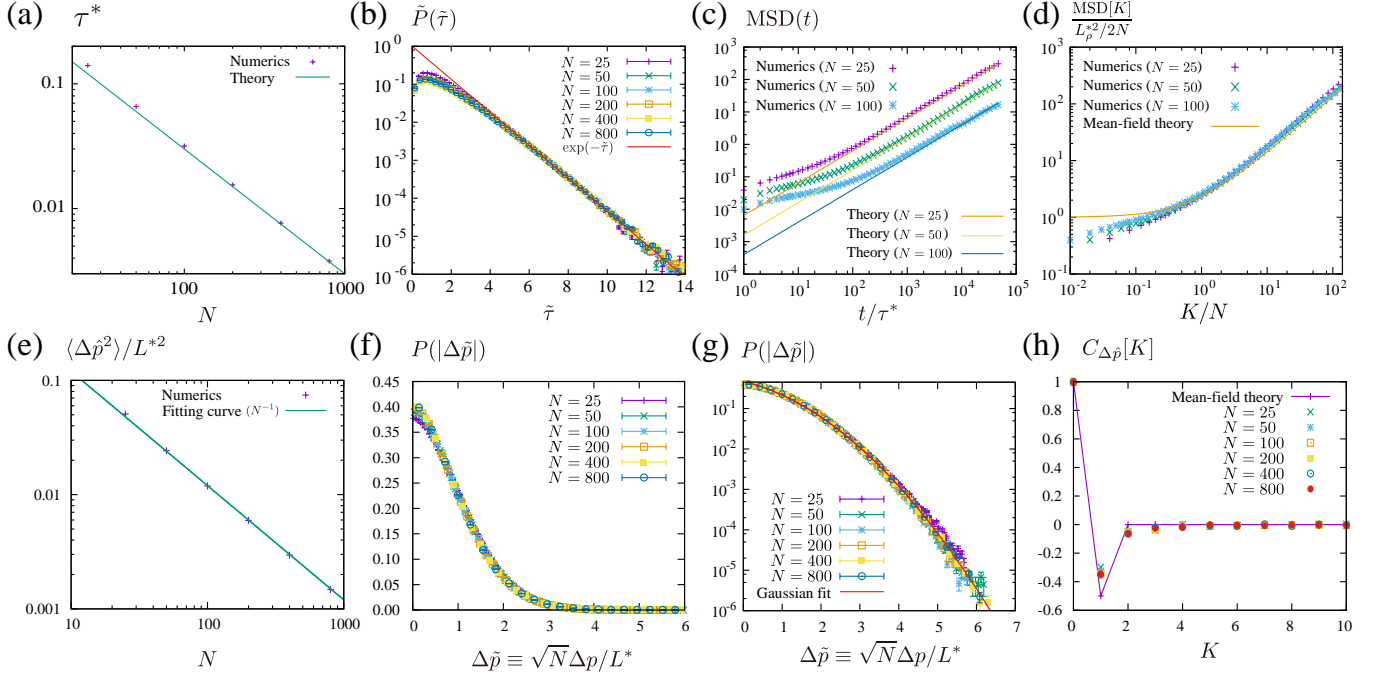 (a) τ*
Numerics
Theory
0.1
0.01
100 1000
N
(b) P̃(τ̃)
10^1
10^0
10^-1
10^-2
10^-3
10^-4
10^-5
10^-6
N = 25
N = 50
N = 100
N = 200
N = 400
N = 800
exp(−τ̃)
0 2 4 6 8 10 12 14
τ̃
(c) MSD(t)
10^3
10^2
10^1
10^0
10^-1
10^-2
10^-3
10^-4
Numerics (N = 25)
Numerics (N = 50)
Numerics (N = 100)
Theory (N = 25)
Theory (N = 50)
Theory (N = 100)
10^0 10^1 10^2 10^3 10^4 10^5
t/τ*
(d) MSD[K]
L_ρ^{*2}/2N
10^3
10^2
10^1
10^0
10^-1
Numerics (N = 25)
Numerics (N = 50)
Numerics (N = 100)
Mean-field theory
10^-2 10^-1 10^0 10^1 10^2
K/N
(e) ⟨Δp̂^2⟩/L^{*2}
0.1
0.01
0.001
Numerics
Fitting curve (N^-1)
10 100 1000
N
(f) P(|Δp̃|)
0.45
0.40
0.35
0.30
0.25
0.20
0.15
0.10
0.05
0.00
N = 25
N = 50
N = 100
N = 200
N = 400
N = 800
0 1 2 3 4 5 6
Δp̃ ≡ √N Δp/L*
(g) P(|Δp̃|)
10^-1
10^-2
10^-3
10^-4
10^-5
10^-6
N = 25
N = 50
N = 100
N = 200
N = 400
N = 800
Gaussian fit
0 1 2 3 4 5 6 7
Δp̃ ≡ √N Δp/L*
(h) C_Δp̂[K]
1
0.8
0.6
0.4
0.2
0
-0.2
-0.4
-0.6
Mean-field theory
N = 25
N = 50
N = 100
N = 200
N = 400
N = 800
0 2 4 6 8 10
K